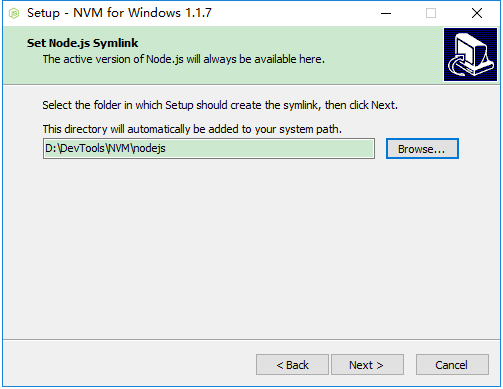 Setup - NVM for Windows 1.1.7
Set Node.js Symlink
The active version of Node.js will always be available here.
Select the folder in which Setup should create the symlink, then click Next.
This directory will automatically be added to your system path.
D:\DevTools\NVM\nodejs
Browse...
< Back
Next >
Cancel